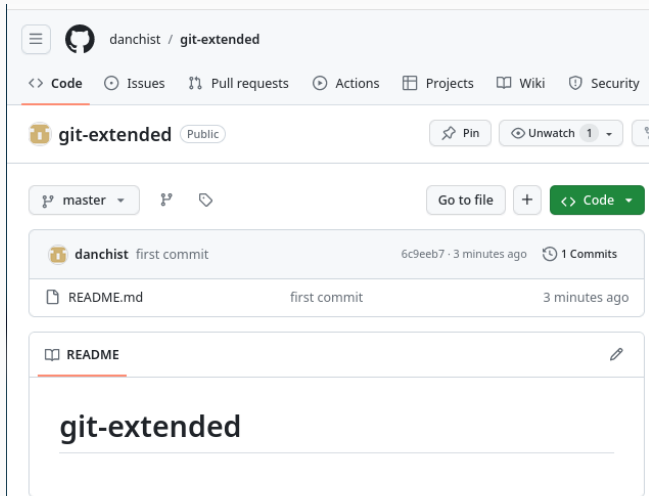 danchist / git-extended
Code Issues Pull requests Actions Projects Wiki Security
git-extended Public Pin Unwatch 1
master Go to file + Code
danchist first commit 6c9eeb7 · 3 minutes ago 1 Commits
README.md first commit 3 minutes ago
README
git-extended